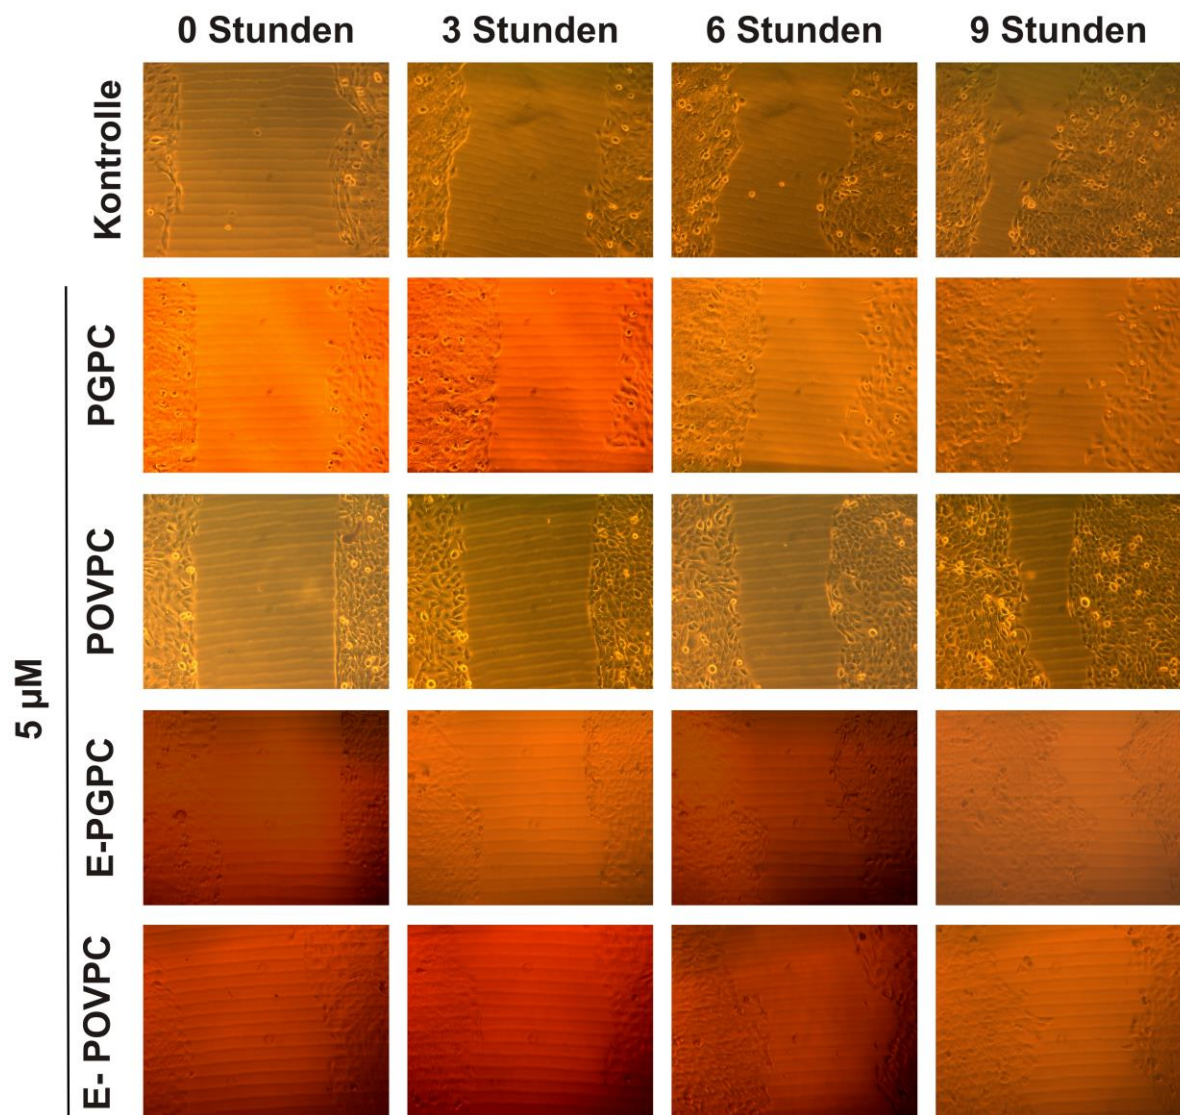 0 Stunden 3 Stunden 6 Stunden 9 Stunden
Kontrolle
5 µM
PGPC
POVPC
E-PGPC
E- POVPC